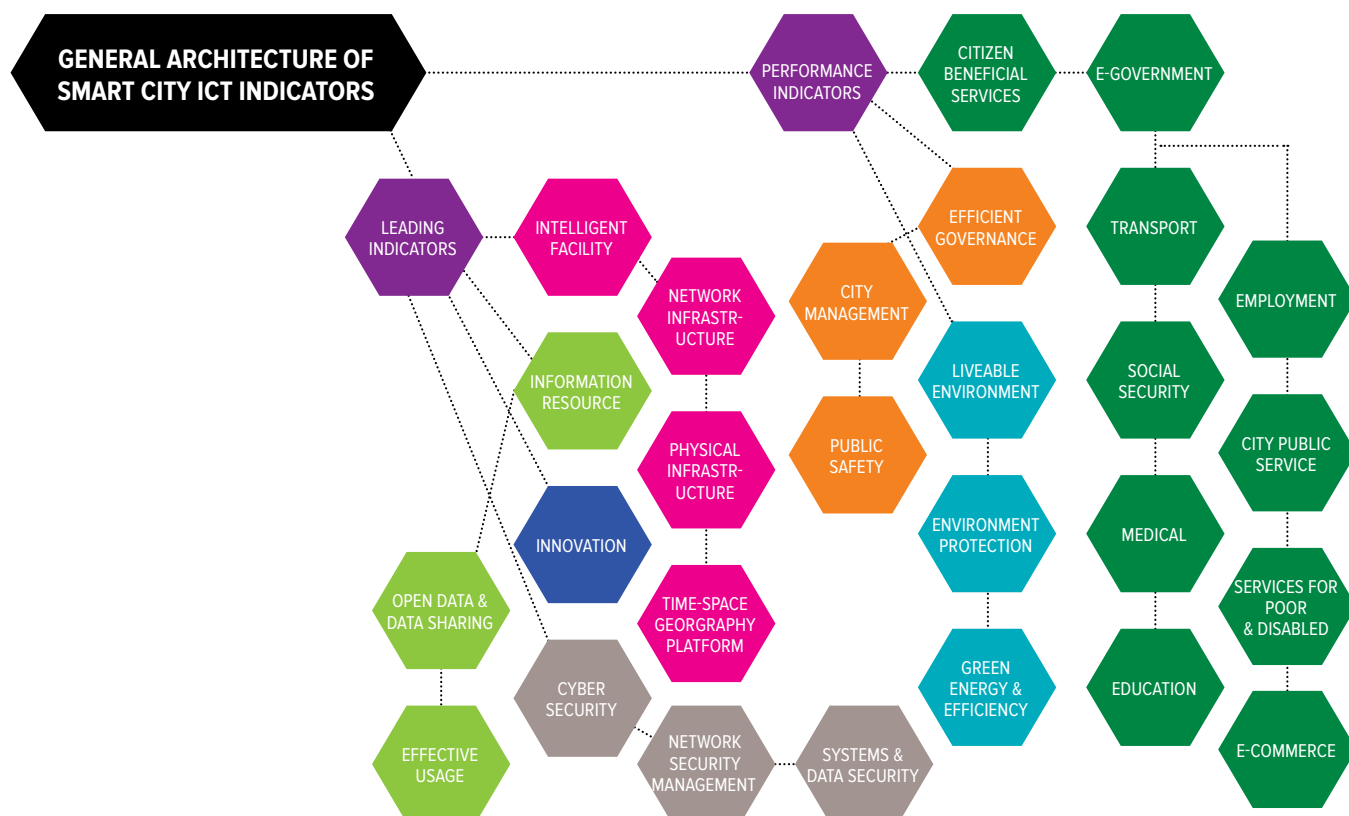 GENERAL ARCHITECTURE OF
SMART CITY ICT INDICATORS
PERFORMANCE
INDICATORS
CITIZEN
BENEFICIAL
SERVICES
E-GOVERNMENT
LEADING
INDICATORS
INTELLIGENT
FACILITY
NETWORK
INFRASTR-
UCTURE
INFORMATION
RESOURCE
PHYSICAL
INFRASTR-
UCTURE
INNOVATION
TIME-SPACE
GEORGRAPHY
PLATFORM
OPEN DATA &
DATA SHARING
EFFECTIVE
USAGE
CYBER
SECURITY
NETWORK
SECURITY
MANAGEMENT
SYSTEMS &
DATA SECURITY
EFFICIENT
GOVERNANCE
CITY
MANAGEMENT
PUBLIC
SAFETY
LIVEABLE
ENVIRONMENT
ENVIRONMENT
PROTECTION
GREEN
ENERGY &
EFFICIENCY
TRANSPORT
SOCIAL
SECURITY
MEDICAL
EDUCATION
EMPLOYMENT
CITY PUBLIC
SERVICE
SERVICES FOR
POOR
& DISABLED
E-COMMERCE